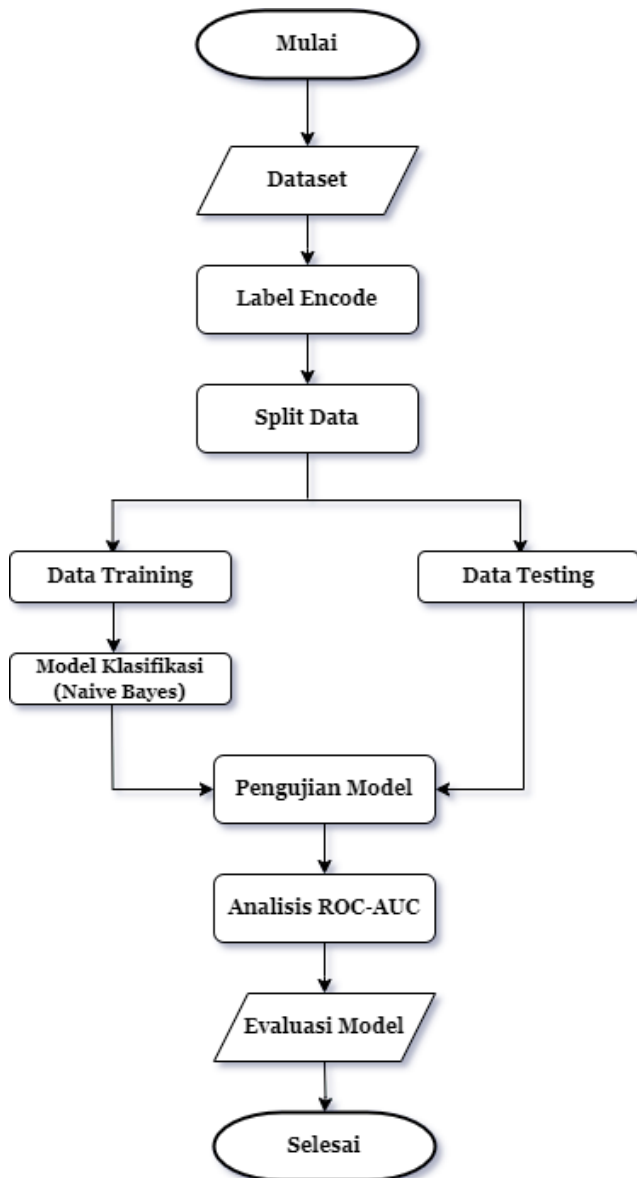 Mulai
Dataset
Label Encode
Split Data
Data Training
Data Testing
Model Klasifikasi
(Naive Bayes)
Pengujian Model
Analisis ROC-AUC
Evaluasi Model
Selesai